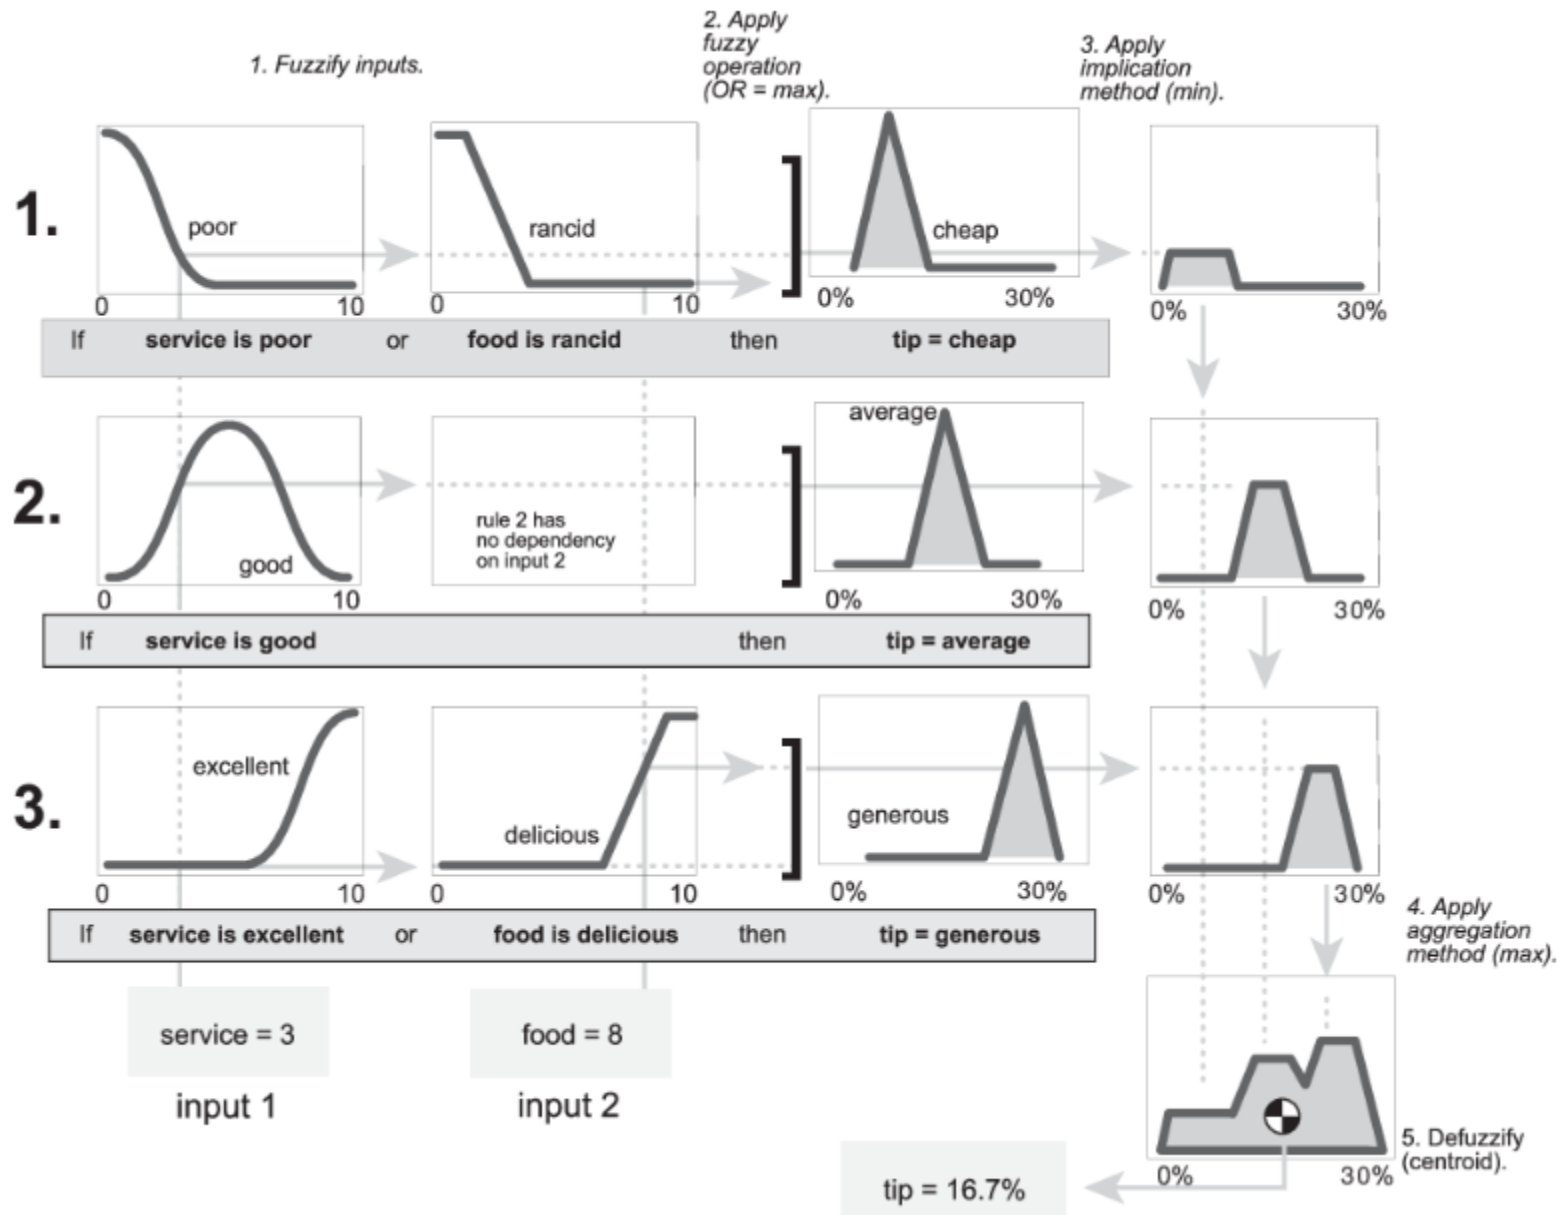 1. Fuzzify inputs.
2. Apply
fuzzy
operation
(OR = max).
3. Apply
implication
method (min).
1.
poor
0
10
rancid
0
10
cheap
0%
30%
0%
30%
If service is poor or food is rancid then tip = cheap
2.
good
0
10
rule 2 has
no dependency
on input 2
average
0%
30%
0%
30%
If service is good then tip = average
3.
excellent
0
10
delicious
0
10
generous
0%
30%
0%
30%
If service is excellent or food is delicious then tip = generous
4. Apply
aggregation
method (max).
service = 3
input 1
food = 8
input 2
0%
30%
5. Defuzzify
(centroid).
tip = 16.7%